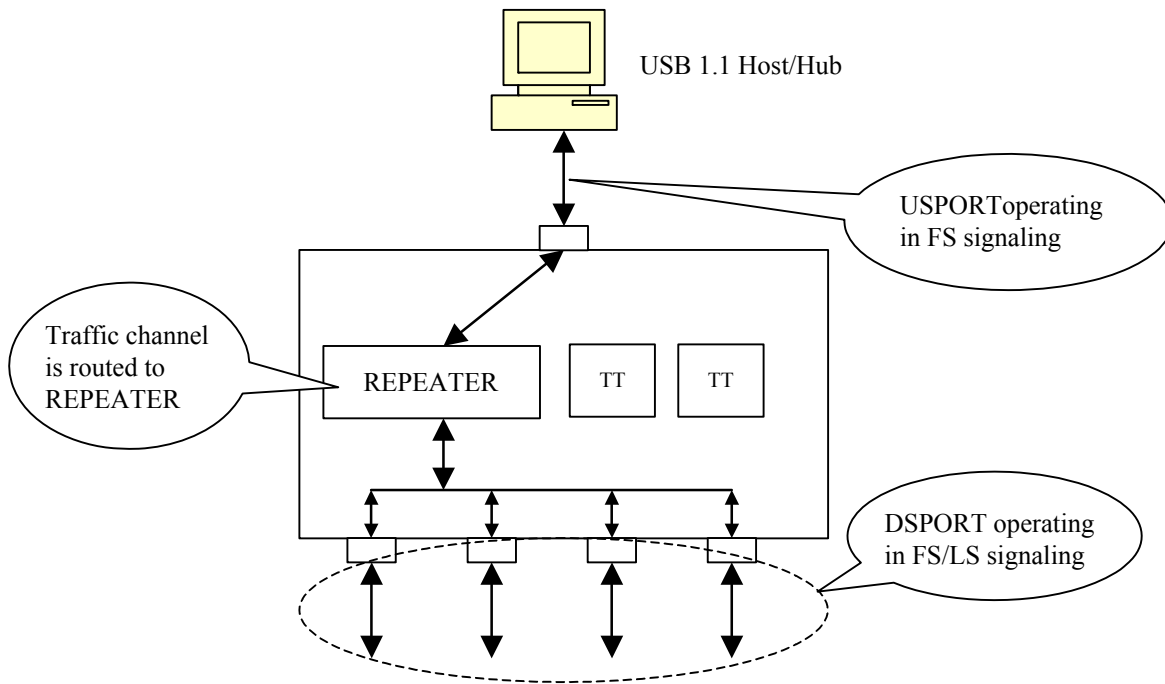 USB 1.1 Host/Hub
USPORToperating
in FS signaling
Traffic channel
is routed to
REPEATER
REPEATER
TT
TT
DSPORT operating
in FS/LS signaling